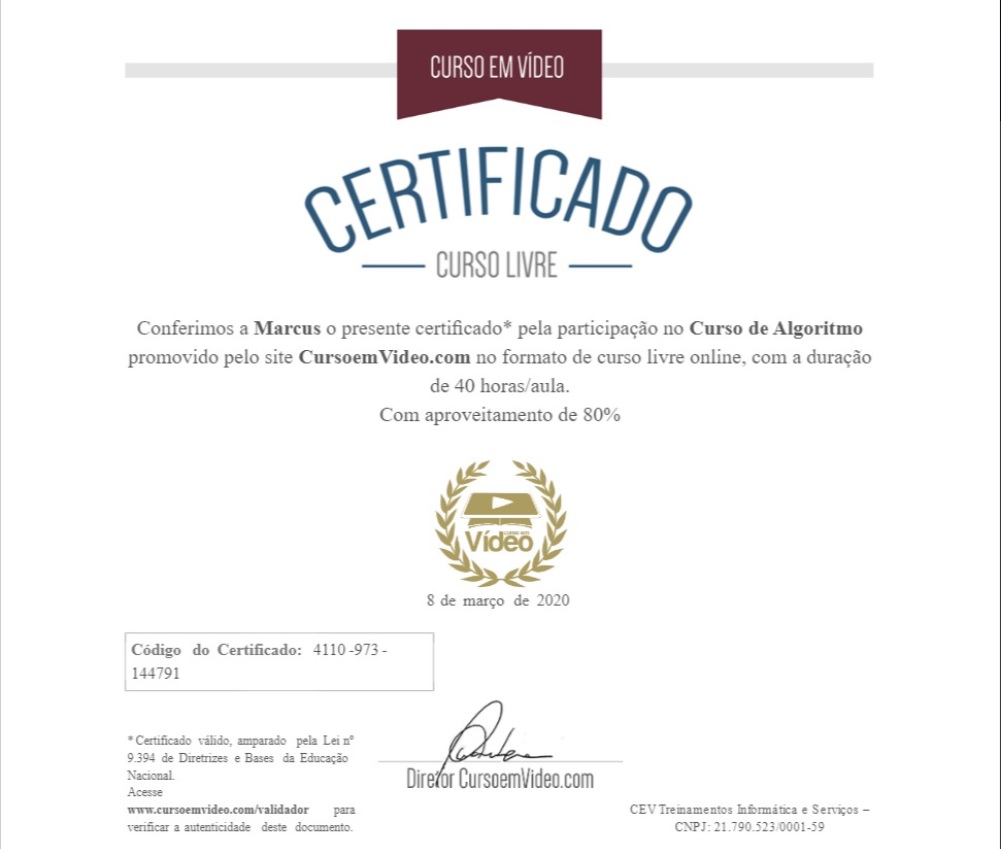 CURSO EM VÍDEO
CERTIFICADO
CURSO LIVRE
Conferimos a Marcus o presente certificado* pela participação no Curso de Algoritmo
promovido pelo site CursoemVideo.com no formato de curso livre online, com a duração
de 40 horas/aula.
Com aproveitamento de 80%
Vídeo
8 de março de 2020
Código do Certificado: 4110-973-
144791
*Certificado válido, amparado pela Lei nº
9.394 de Diretrizes e Bases da Educação
Nacional.
Acesse
www.cursoemvideo.com/validador para
verificar a autenticidade deste documento.
Diretor CursoemVideo.com
CEV Treinamentos Informática e Serviços –
CNPJ: 21.790.523/0001-59